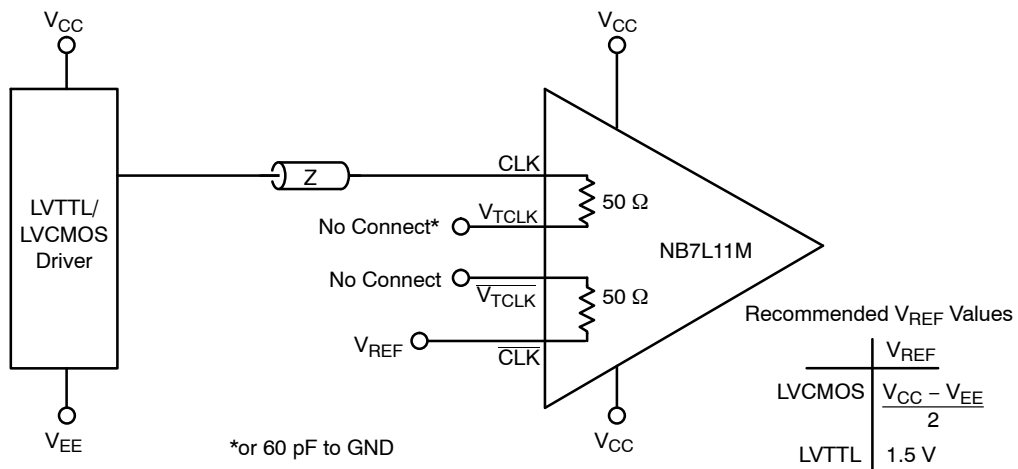 VCC
VCC
LVTTL/
LVCMOS
Driver
Z
CLK
50 Ω
No Connect*
VTCLK
NB7L11M
No Connect
VTCLK
50 Ω
VREF
CLK
Recommended VREF Values
VREF
LVCMOS
VCC – VEE
2
LVTTL
1.5 V
VEE
VCC
*or 60 pF to GND